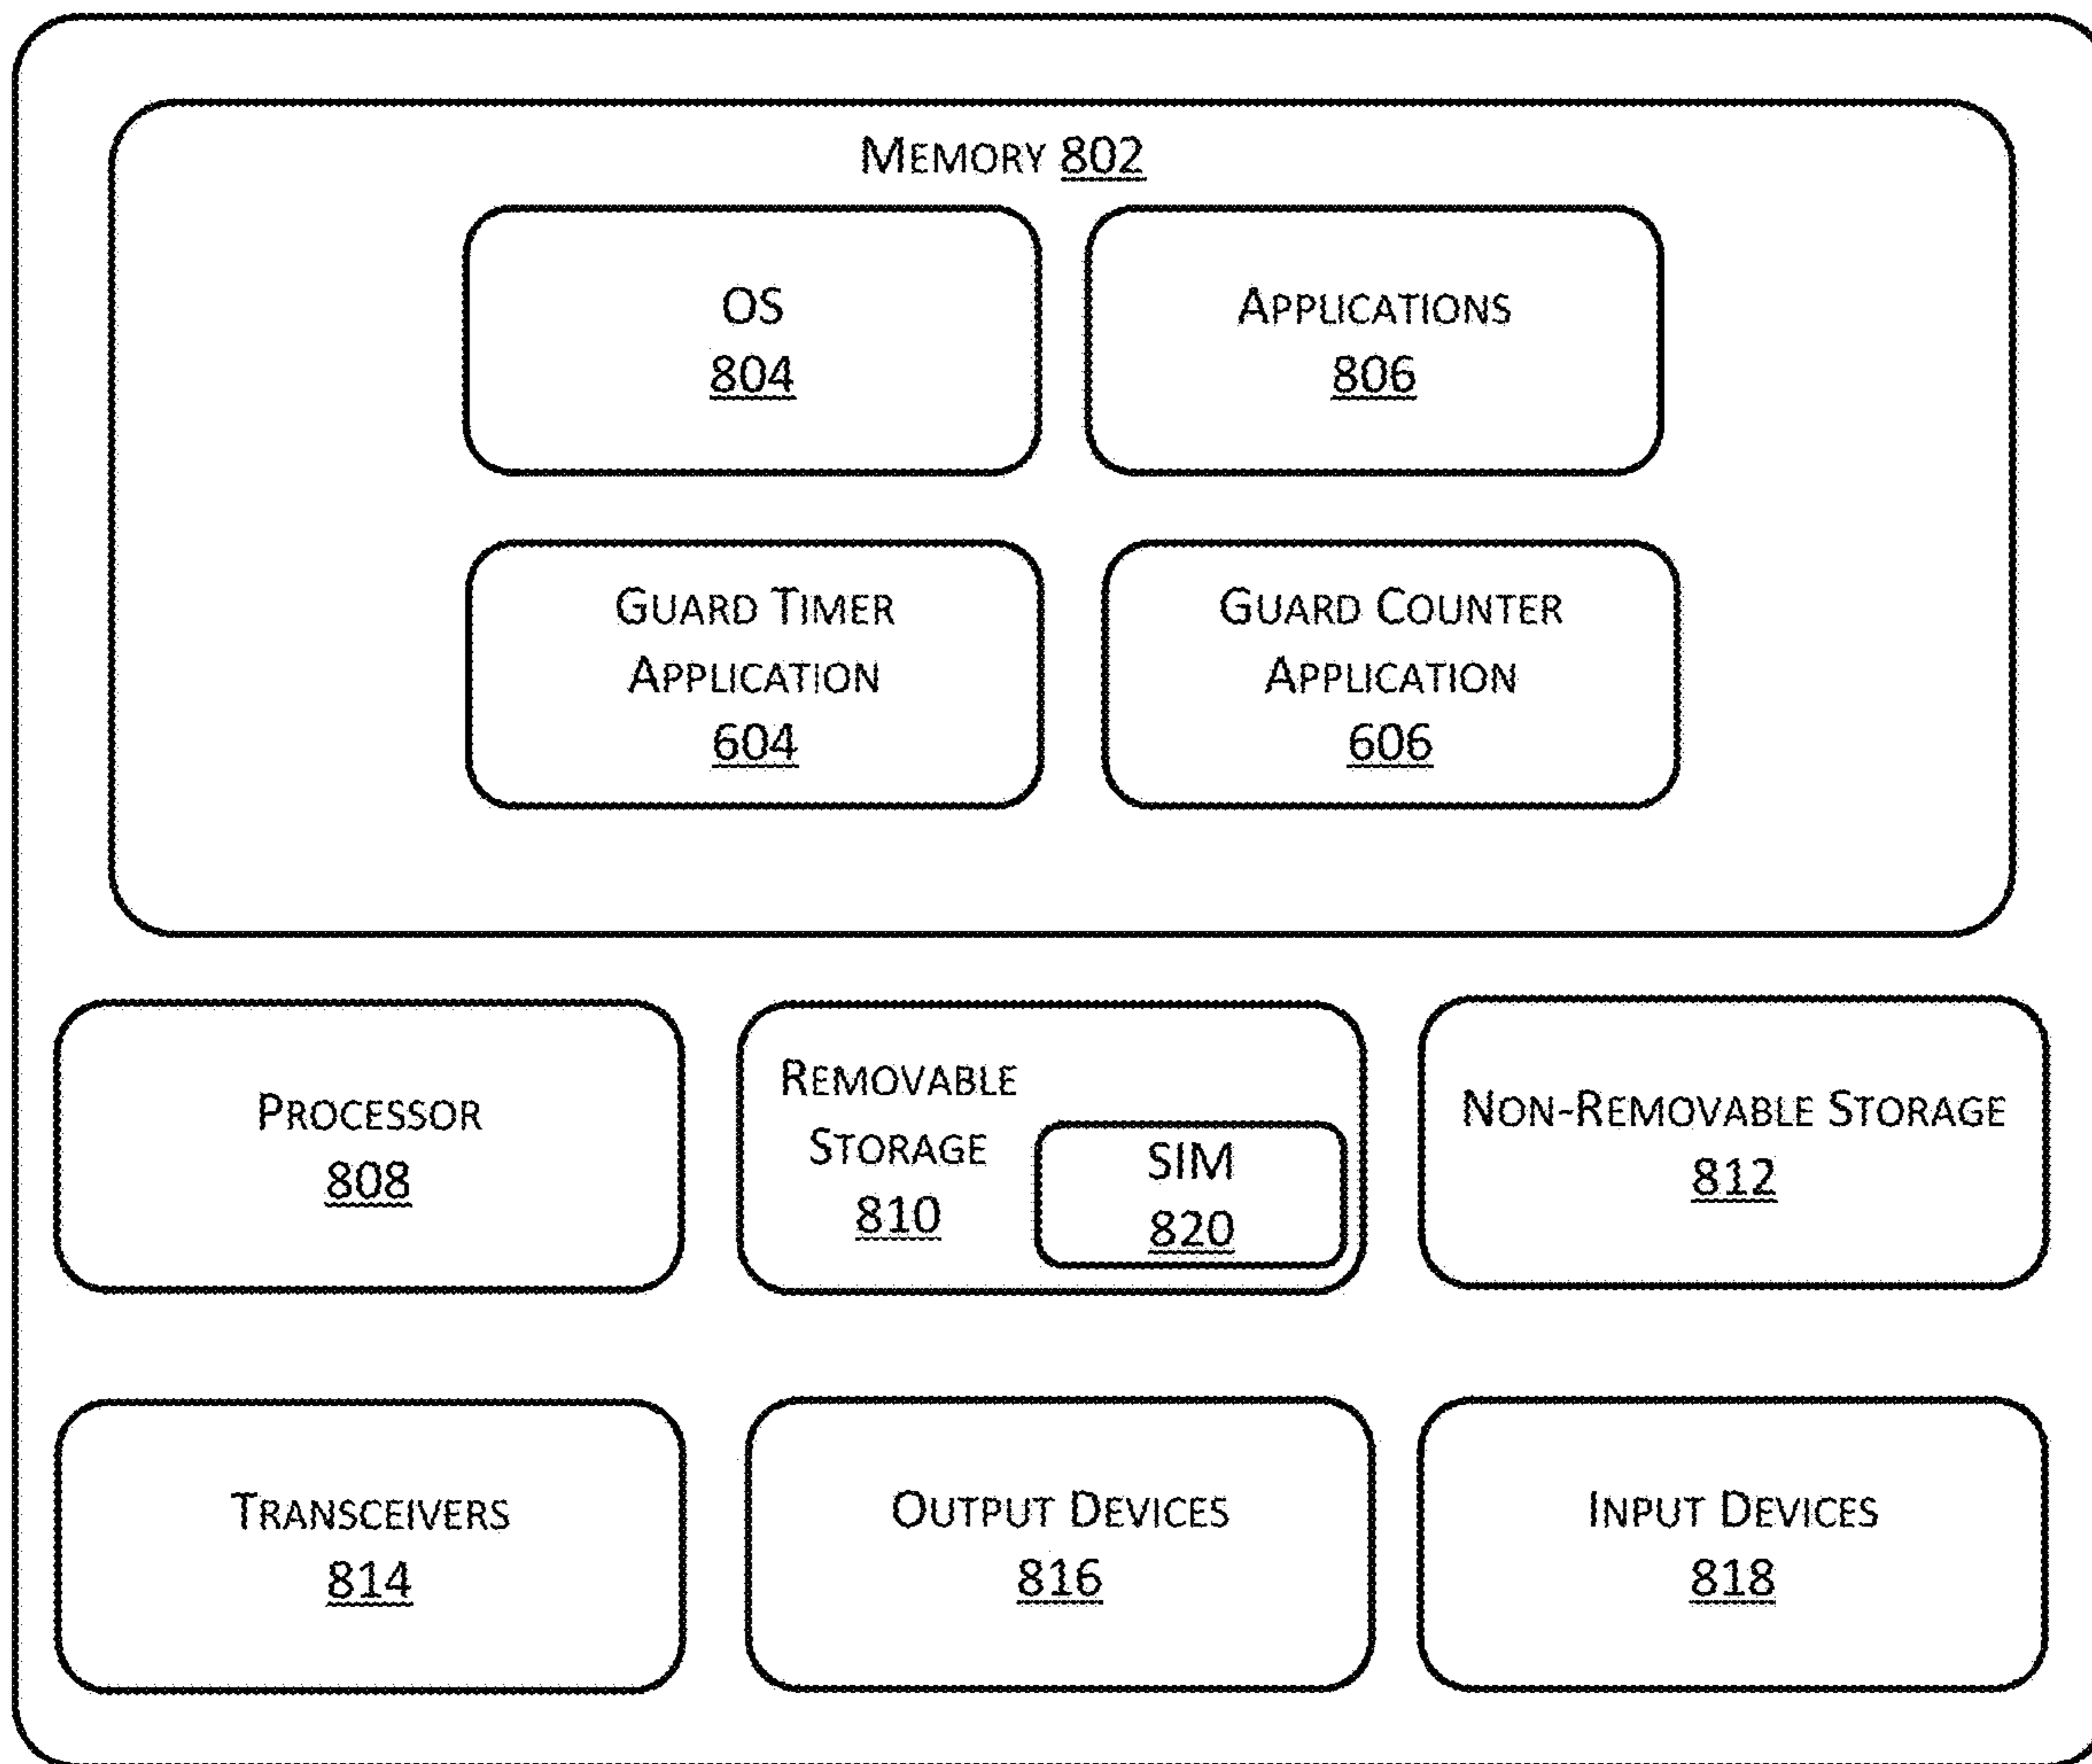 MEMORY 802
OS
804
APPLICATIONS
806
GUARD TIMER
APPLICATION
604
GUARD COUNTER
APPLICATION
606
PROCESSOR
808
REMOVABLE
STORAGE
810
SIM
820
NON-REMOVABLE STORAGE
812
TRANSCEIVERS
814
OUTPUT DEVICES
816
INPUT DEVICES
818